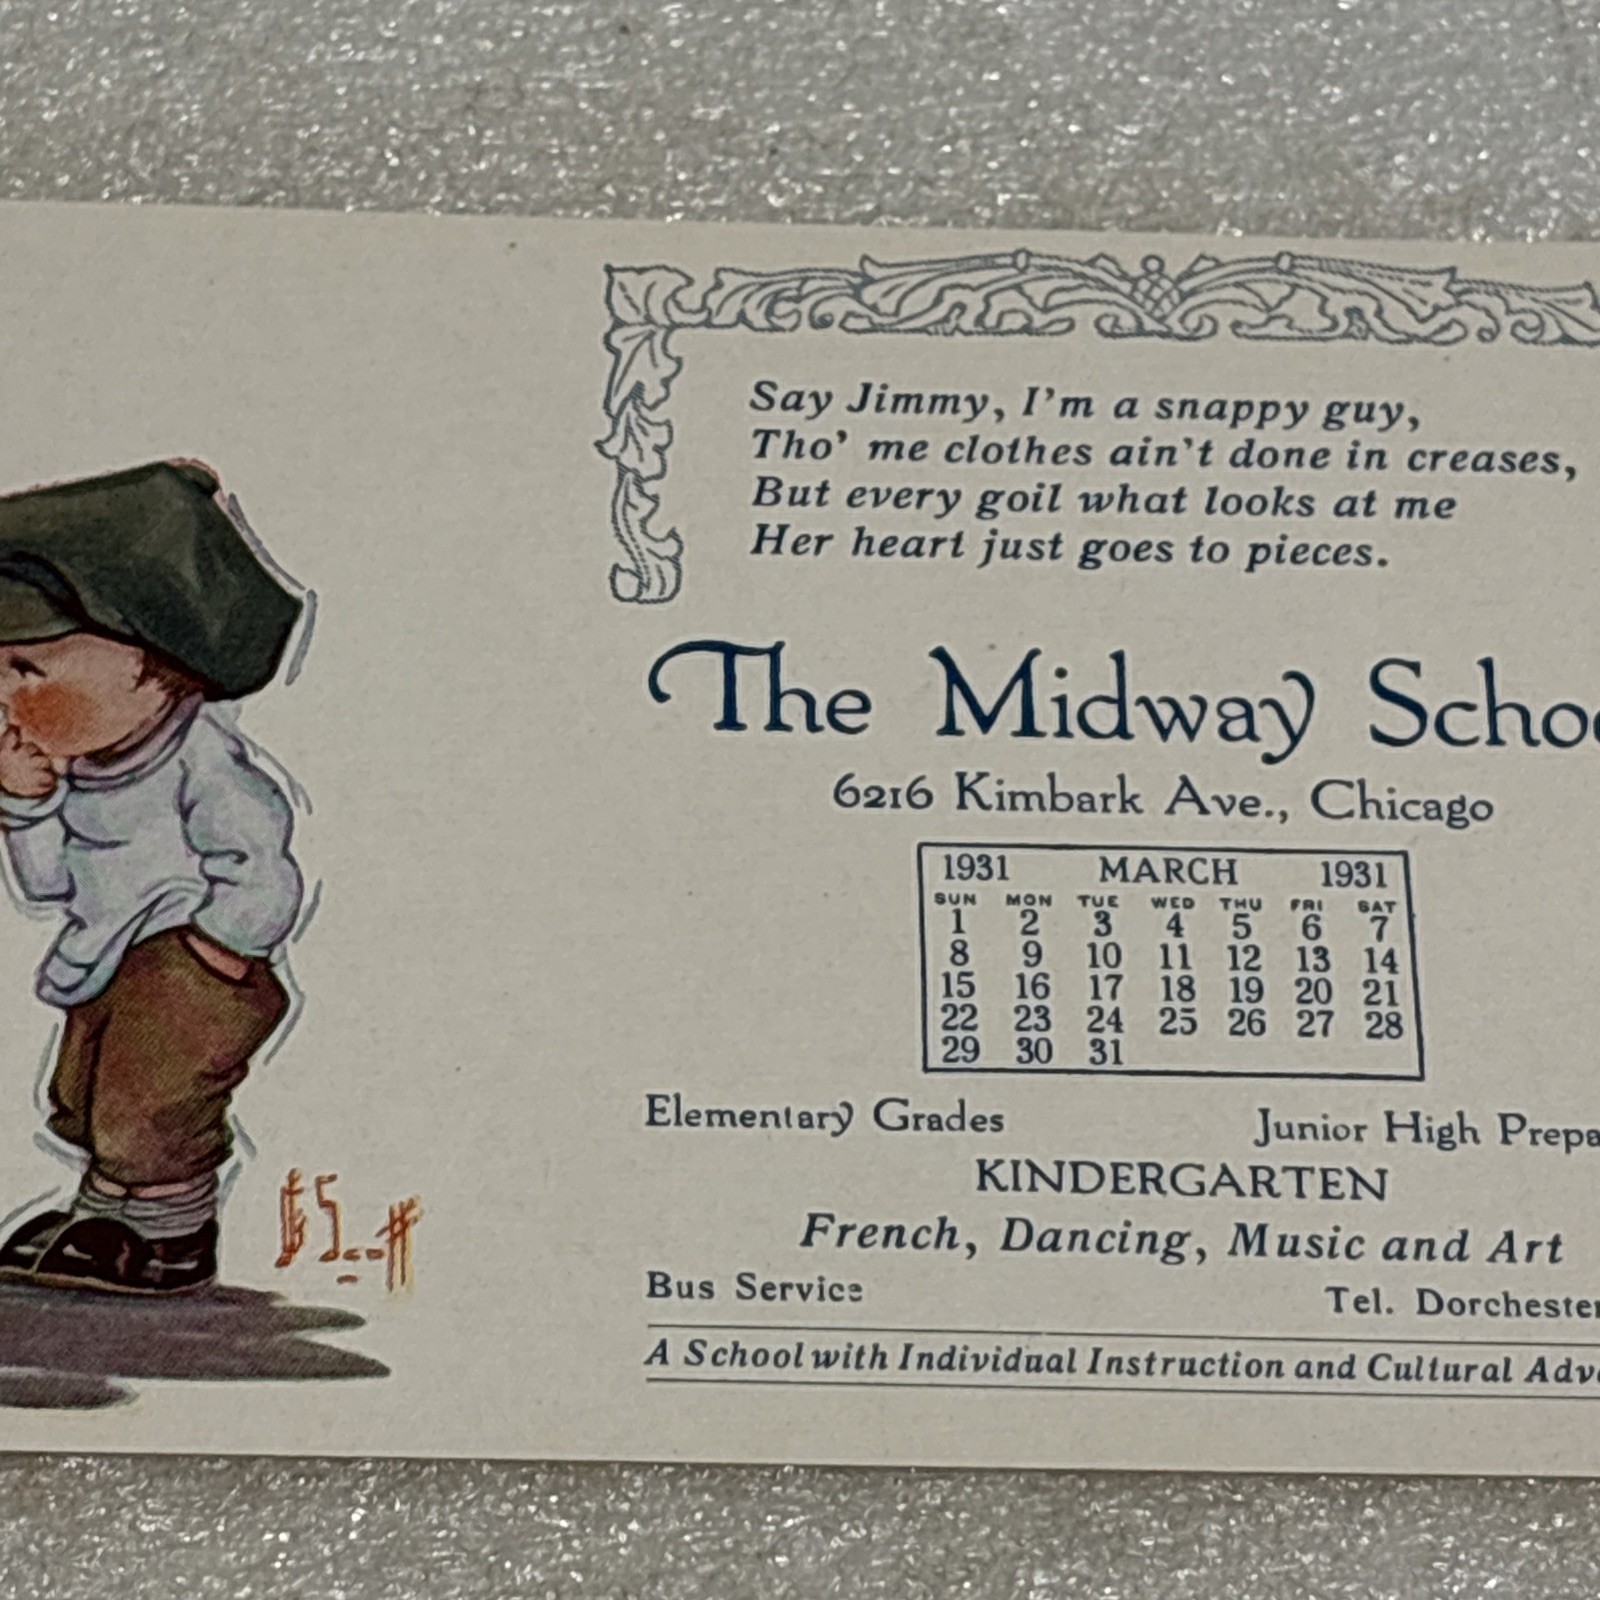 Say Jimmy, I'm a snappy guy,
Tho' me clothes ain't done in creases,
But every goil what looks at me
Her heart just goes to pieces.
The Midway Schoo
6216 Kimbark Ave., Chicago
1931 MARCH 1931
SUN MON TUE WED THU FRI SAT
1 2 3 4 5 6 7
8 9 10 11 12 13 14
15 16 17 18 19 20 21
22 23 24 25 26 27 28
29 30 31
Elementary Grades Junior High Prepa
KINDERGARTEN
French, Dancing, Music and Art
Bus Service Tel. Dorchester
A School with Individual Instruction and Cultural Adv